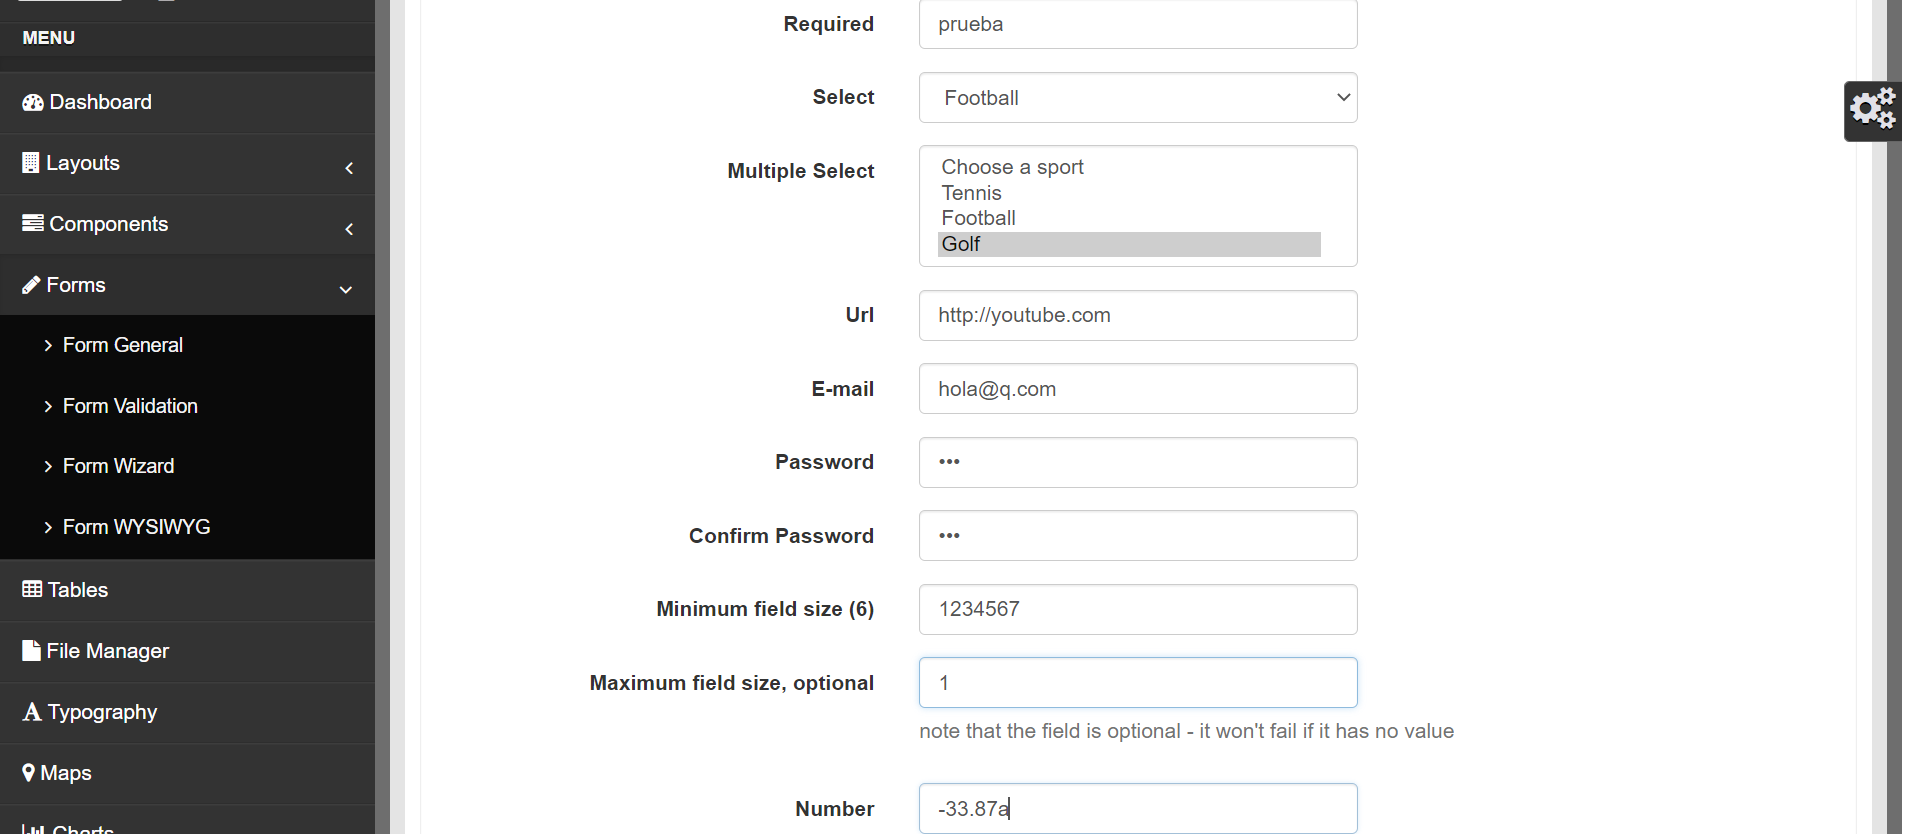 MENU
Dashboard
Layouts
Components
Forms
Form General
Form Validation
Form Wizard
Form WYSIWYG
Tables
File Manager
Typography
Maps
Charts
Required
prueba
Select
Football
Multiple Select
Choose a sport
Tennis
Football
Golf
Url
http://youtube.com
E-mail
hola@q.com
Password
•••
Confirm Password
•••
Minimum field size (6)
1234567
Maximum field size, optional
1
note that the field is optional - it won't fail if it has no value
Number
-33.87a